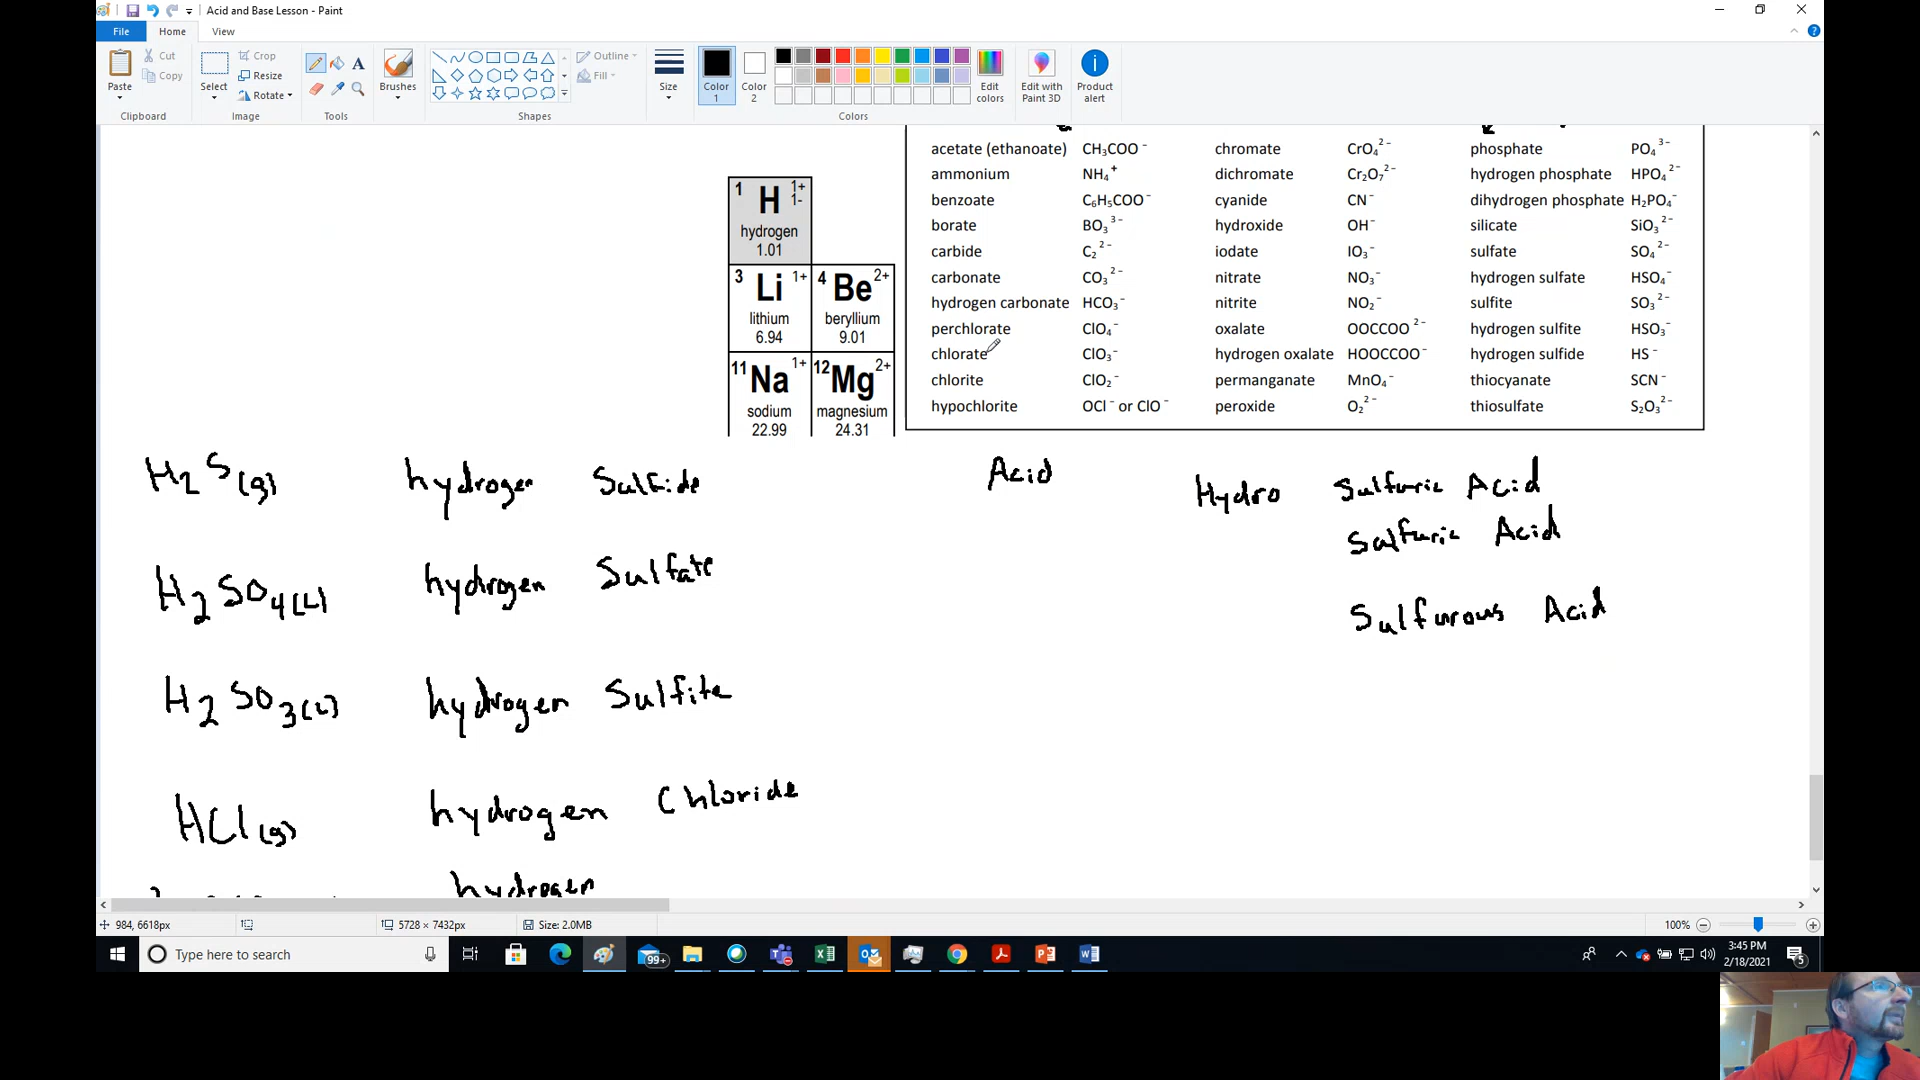 Acid and Base Lesson - Paint
File Home View
Paste Cut Copy Clipboard
Select Crop Resize Rotate Image
Tools
Brushes
Outline Fill Shapes
Size
Color 1 Color 2 Edit colors Colors
Edit with Paint 3D
Product alert
acetate (ethanoate) CH₃COO⁻ chromate CrO₄²⁻ phosphate PO₄³⁻
ammonium NH₄⁺ dichromate Cr₂O₇²⁻ hydrogen phosphate HPO₄²⁻
benzoate C₆H₅COO⁻ cyanide CN⁻ dihydrogen phosphate H₂PO₄⁻
borate BO₃³⁻ hydroxide OH⁻ silicate SiO₃²⁻
carbide C₂²⁻ iodate IO₃⁻ sulfate SO₄²⁻
carbonate CO₃²⁻ nitrate NO₃⁻ hydrogen sulfate HSO₄⁻
hydrogen carbonate HCO₃⁻ nitrite NO₂⁻ sulfite SO₃²⁻
perchlorate ClO₄⁻ oxalate OOCCOO²⁻ hydrogen sulfite HSO₃⁻
chlorate ClO₃⁻ hydrogen oxalate HOOCCOO⁻ hydrogen sulfide HS⁻
chlorite ClO₂⁻ permanganate MnO₄⁻ thiocyanate SCN⁻
hypochlorite OCl⁻ or ClO⁻ peroxide O₂²⁻ thiosulfate S₂O₃²⁻
1 H 1+ 1-
hydrogen
1.01
3 Li 1+ 4 Be 2+
lithium beryllium
6.94 9.01
11 Na 1+ 12 Mg 2+
sodium magnesium
22.99 24.31
H₂S(g) hydrogen Sulfide Acid Hydro Sulfuric Acid
Sulfuric Acid
H₂SO₄(L) hydrogen Sulfate
Sulfurous Acid
H₂SO₃(L) hydrogen Sulfite
HCl(g) hydrogen Chloride
hydrogen
984, 6618px 5728 × 7432px Size: 2.0MB 100%
Type here to search 99+ 3:45 PM
2/18/2021 5